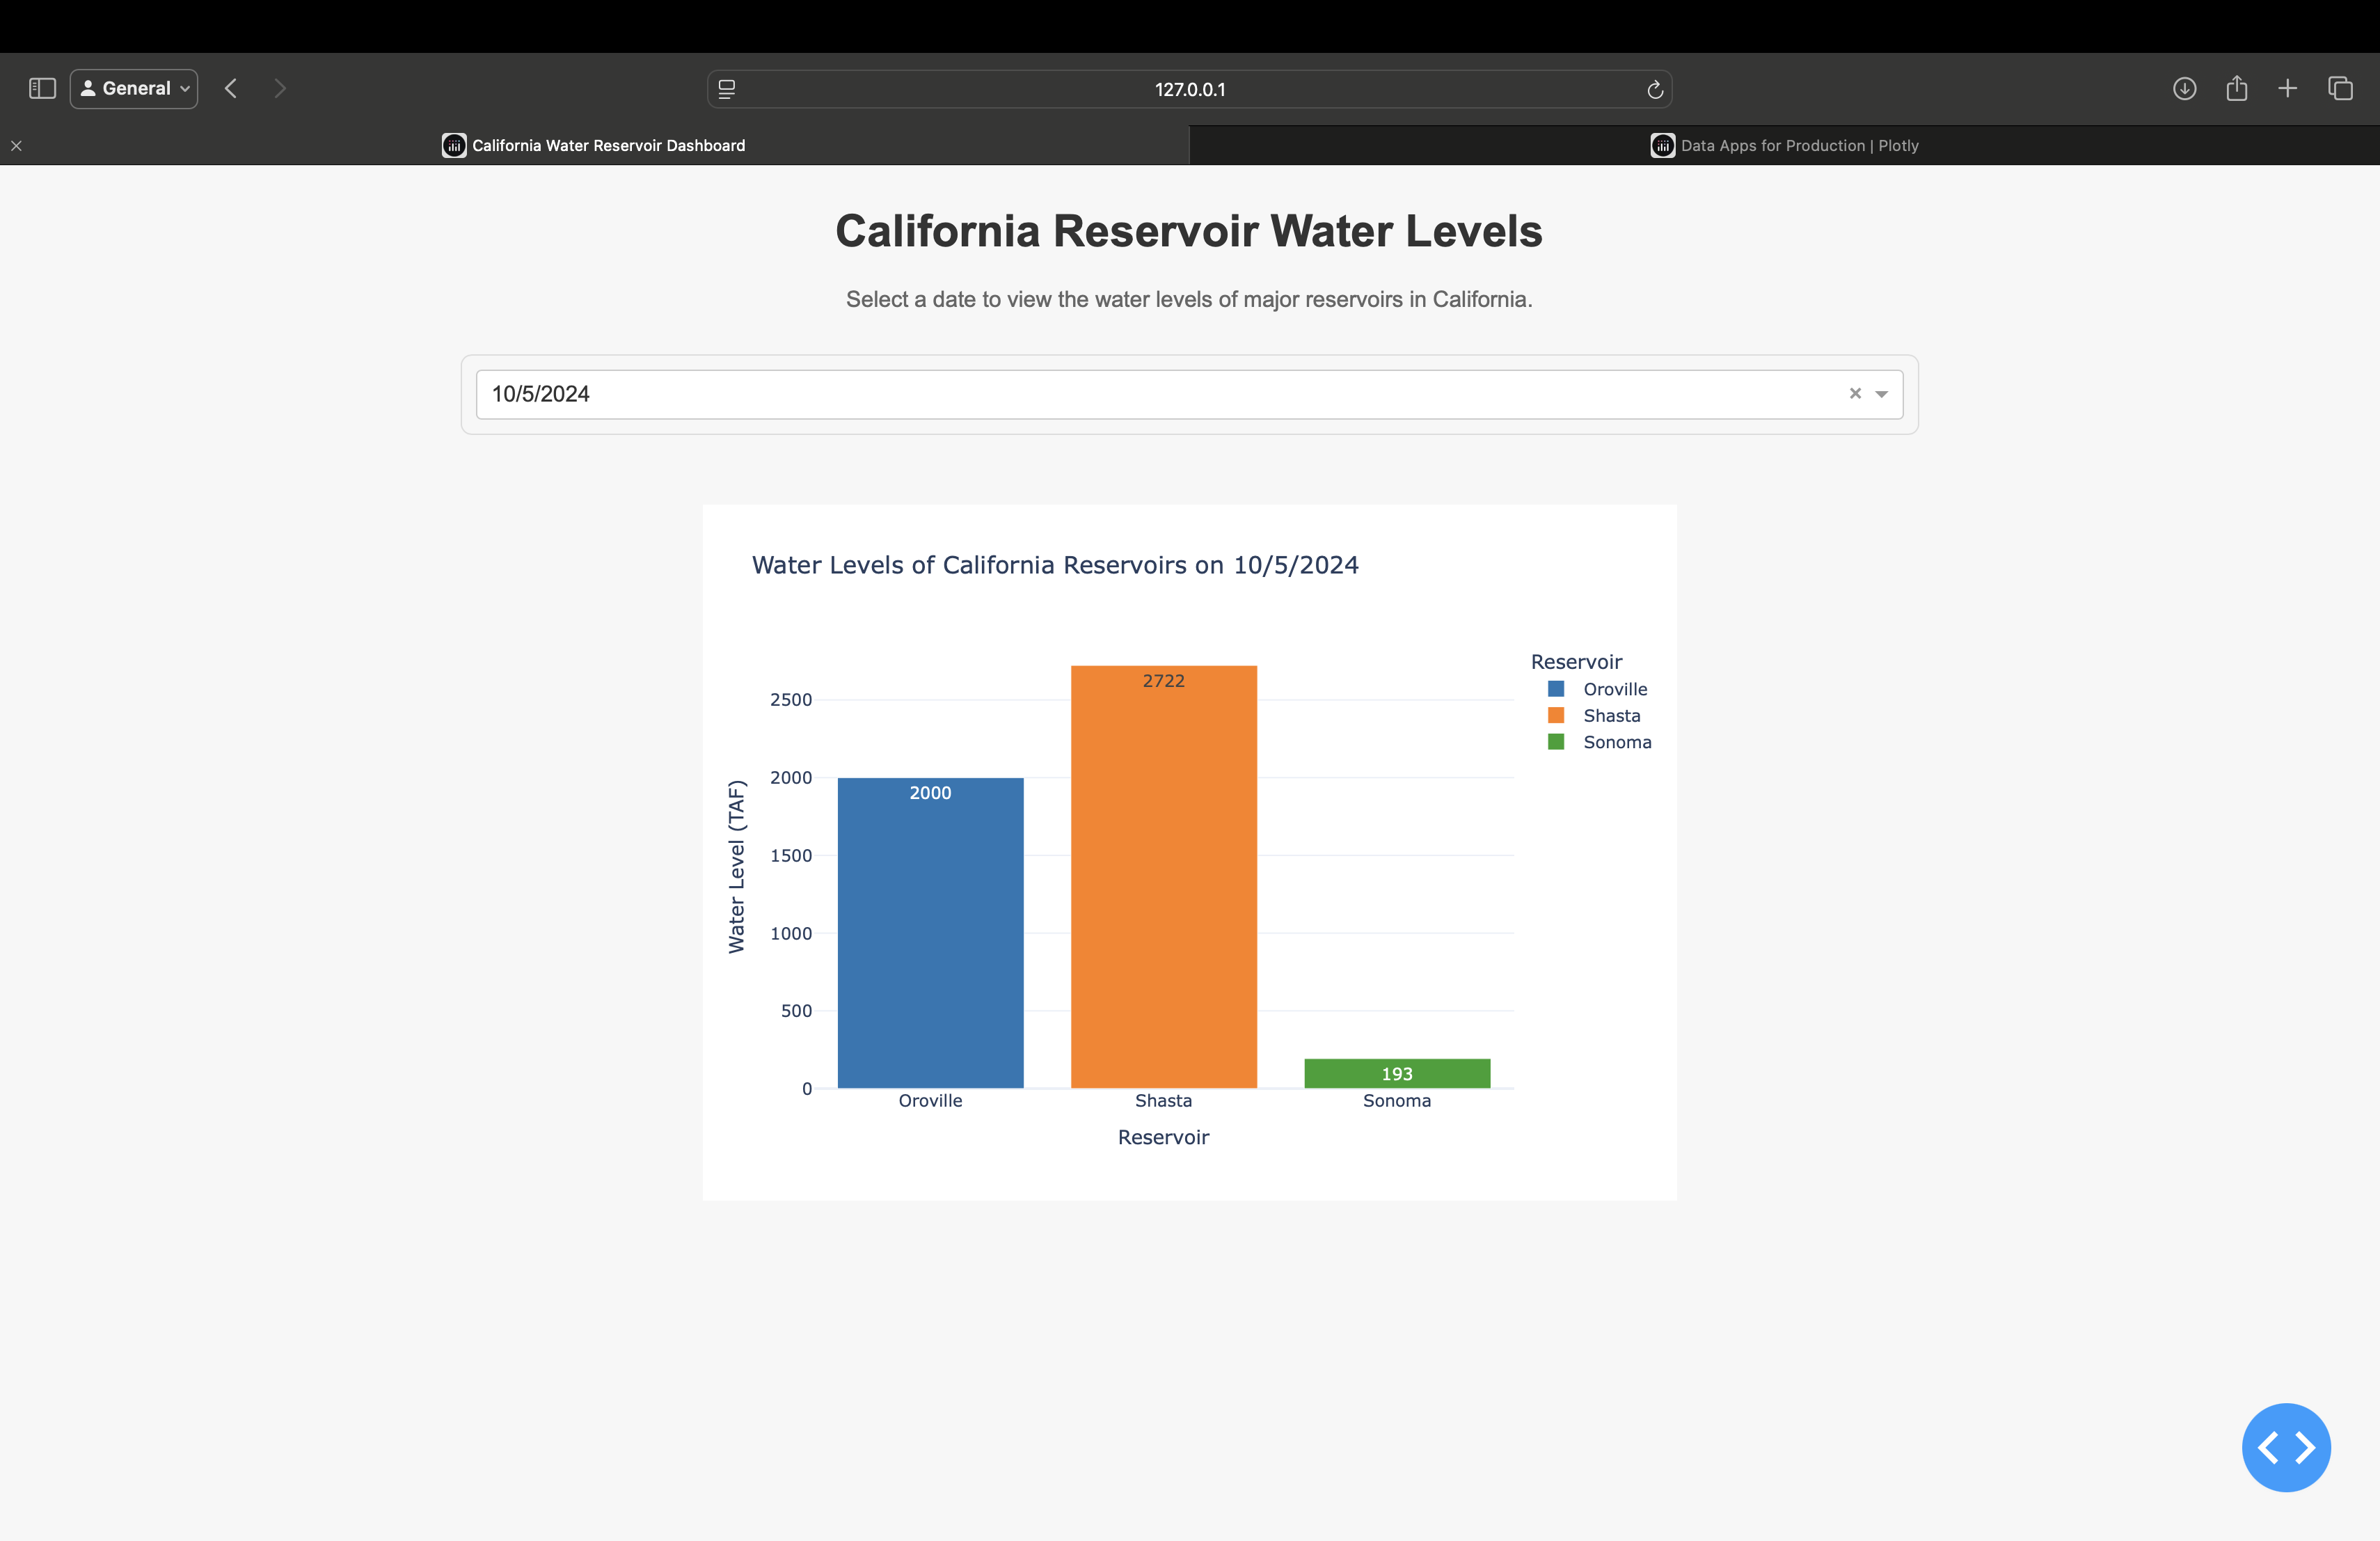 General
127.0.0.1
California Water Reservoir Dashboard
Data Apps for Production | Plotly
California Reservoir Water Levels
Select a date to view the water levels of major reservoirs in California.
10/5/2024
Water Levels of California Reservoirs on 10/5/2024
Reservoir
Oroville
Shasta
Sonoma
Water Level (TAF)
2500
2000
1500
1000
500
0
2000
2722
193
Oroville
Shasta
Sonoma
Reservoir